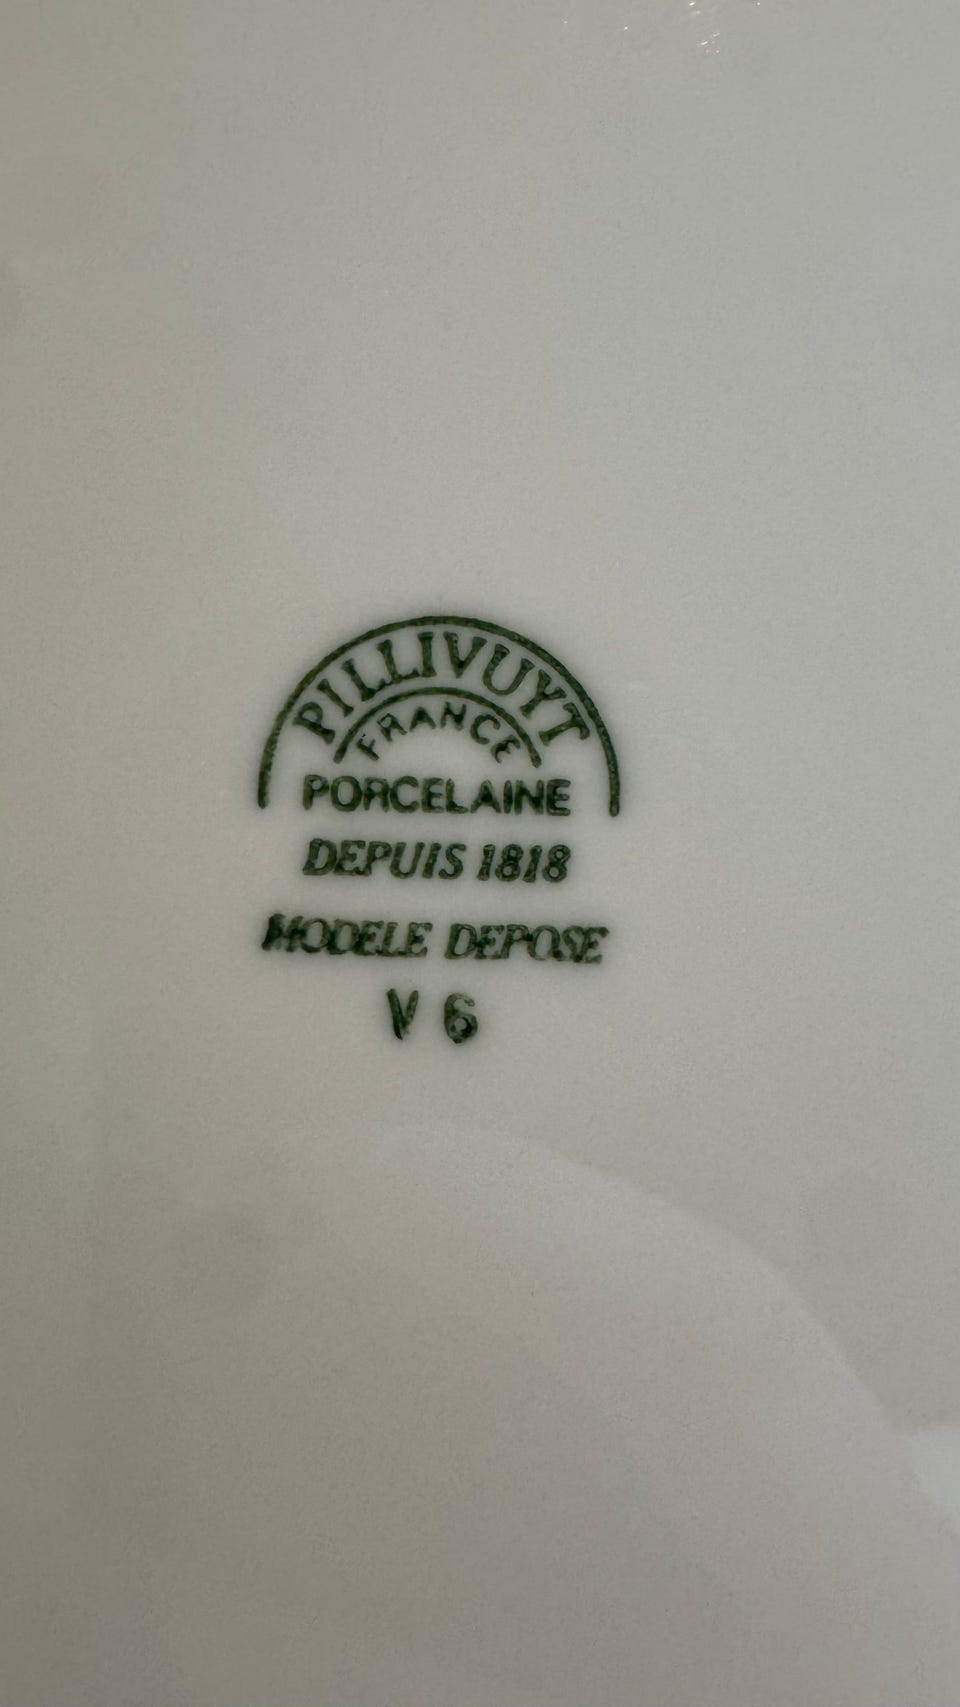 PILLIVUYT
FRANCE
PORCELAINE
DEPUIS 1818
MODELE DEPOSE
V 6